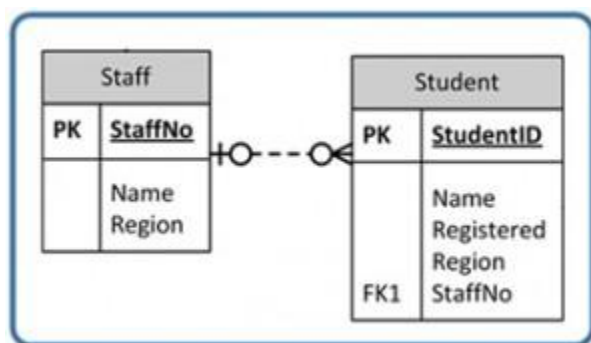 Staff
PK StaffNo
Name
Region
Student
PK StudentID
Name
Registered
Region
FK1 StaffNo